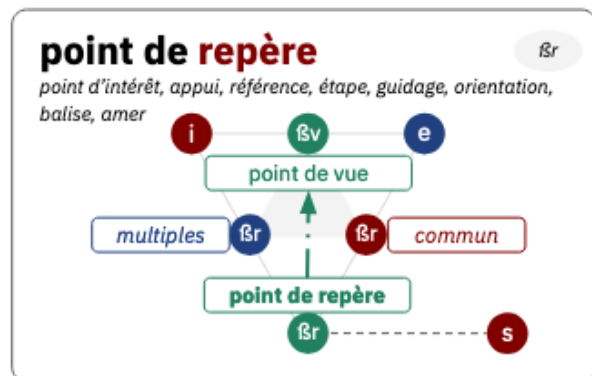 point de repère
ßr
point d'intérêt, appui, référence, étape, guidage, orientation,
balise, amer
i
ßv
e
point de vue
multiples
ßr
ßr
commun
point de repère
ßr
s